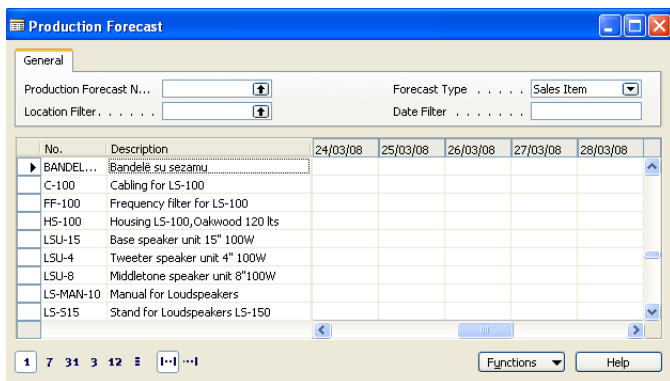 Production Forecast
General
Production Forecast N...
Forecast Type . . . . . Sales Item
Location Filter. . . . . .
Date Filter . . . . . . .
No. Description 24/03/08 25/03/08 26/03/08 27/03/08 28/03/08
BANDEL... Bandelė su sezamu
C-100 Cabling for LS-100
FF-100 Frequency filter for LS-100
HS-100 Housing LS-100,Oakwood 120 lts
LSU-15 Base speaker unit 15" 100W
LSU-4 Tweeter speaker unit 4" 100W
LSU-8 Middletone speaker unit 8"100W
LS-MAN-10 Manual for Loudspeakers
LS-S15 Stand for Loudspeakers LS-150
1 7 31 3 12
Functions Help